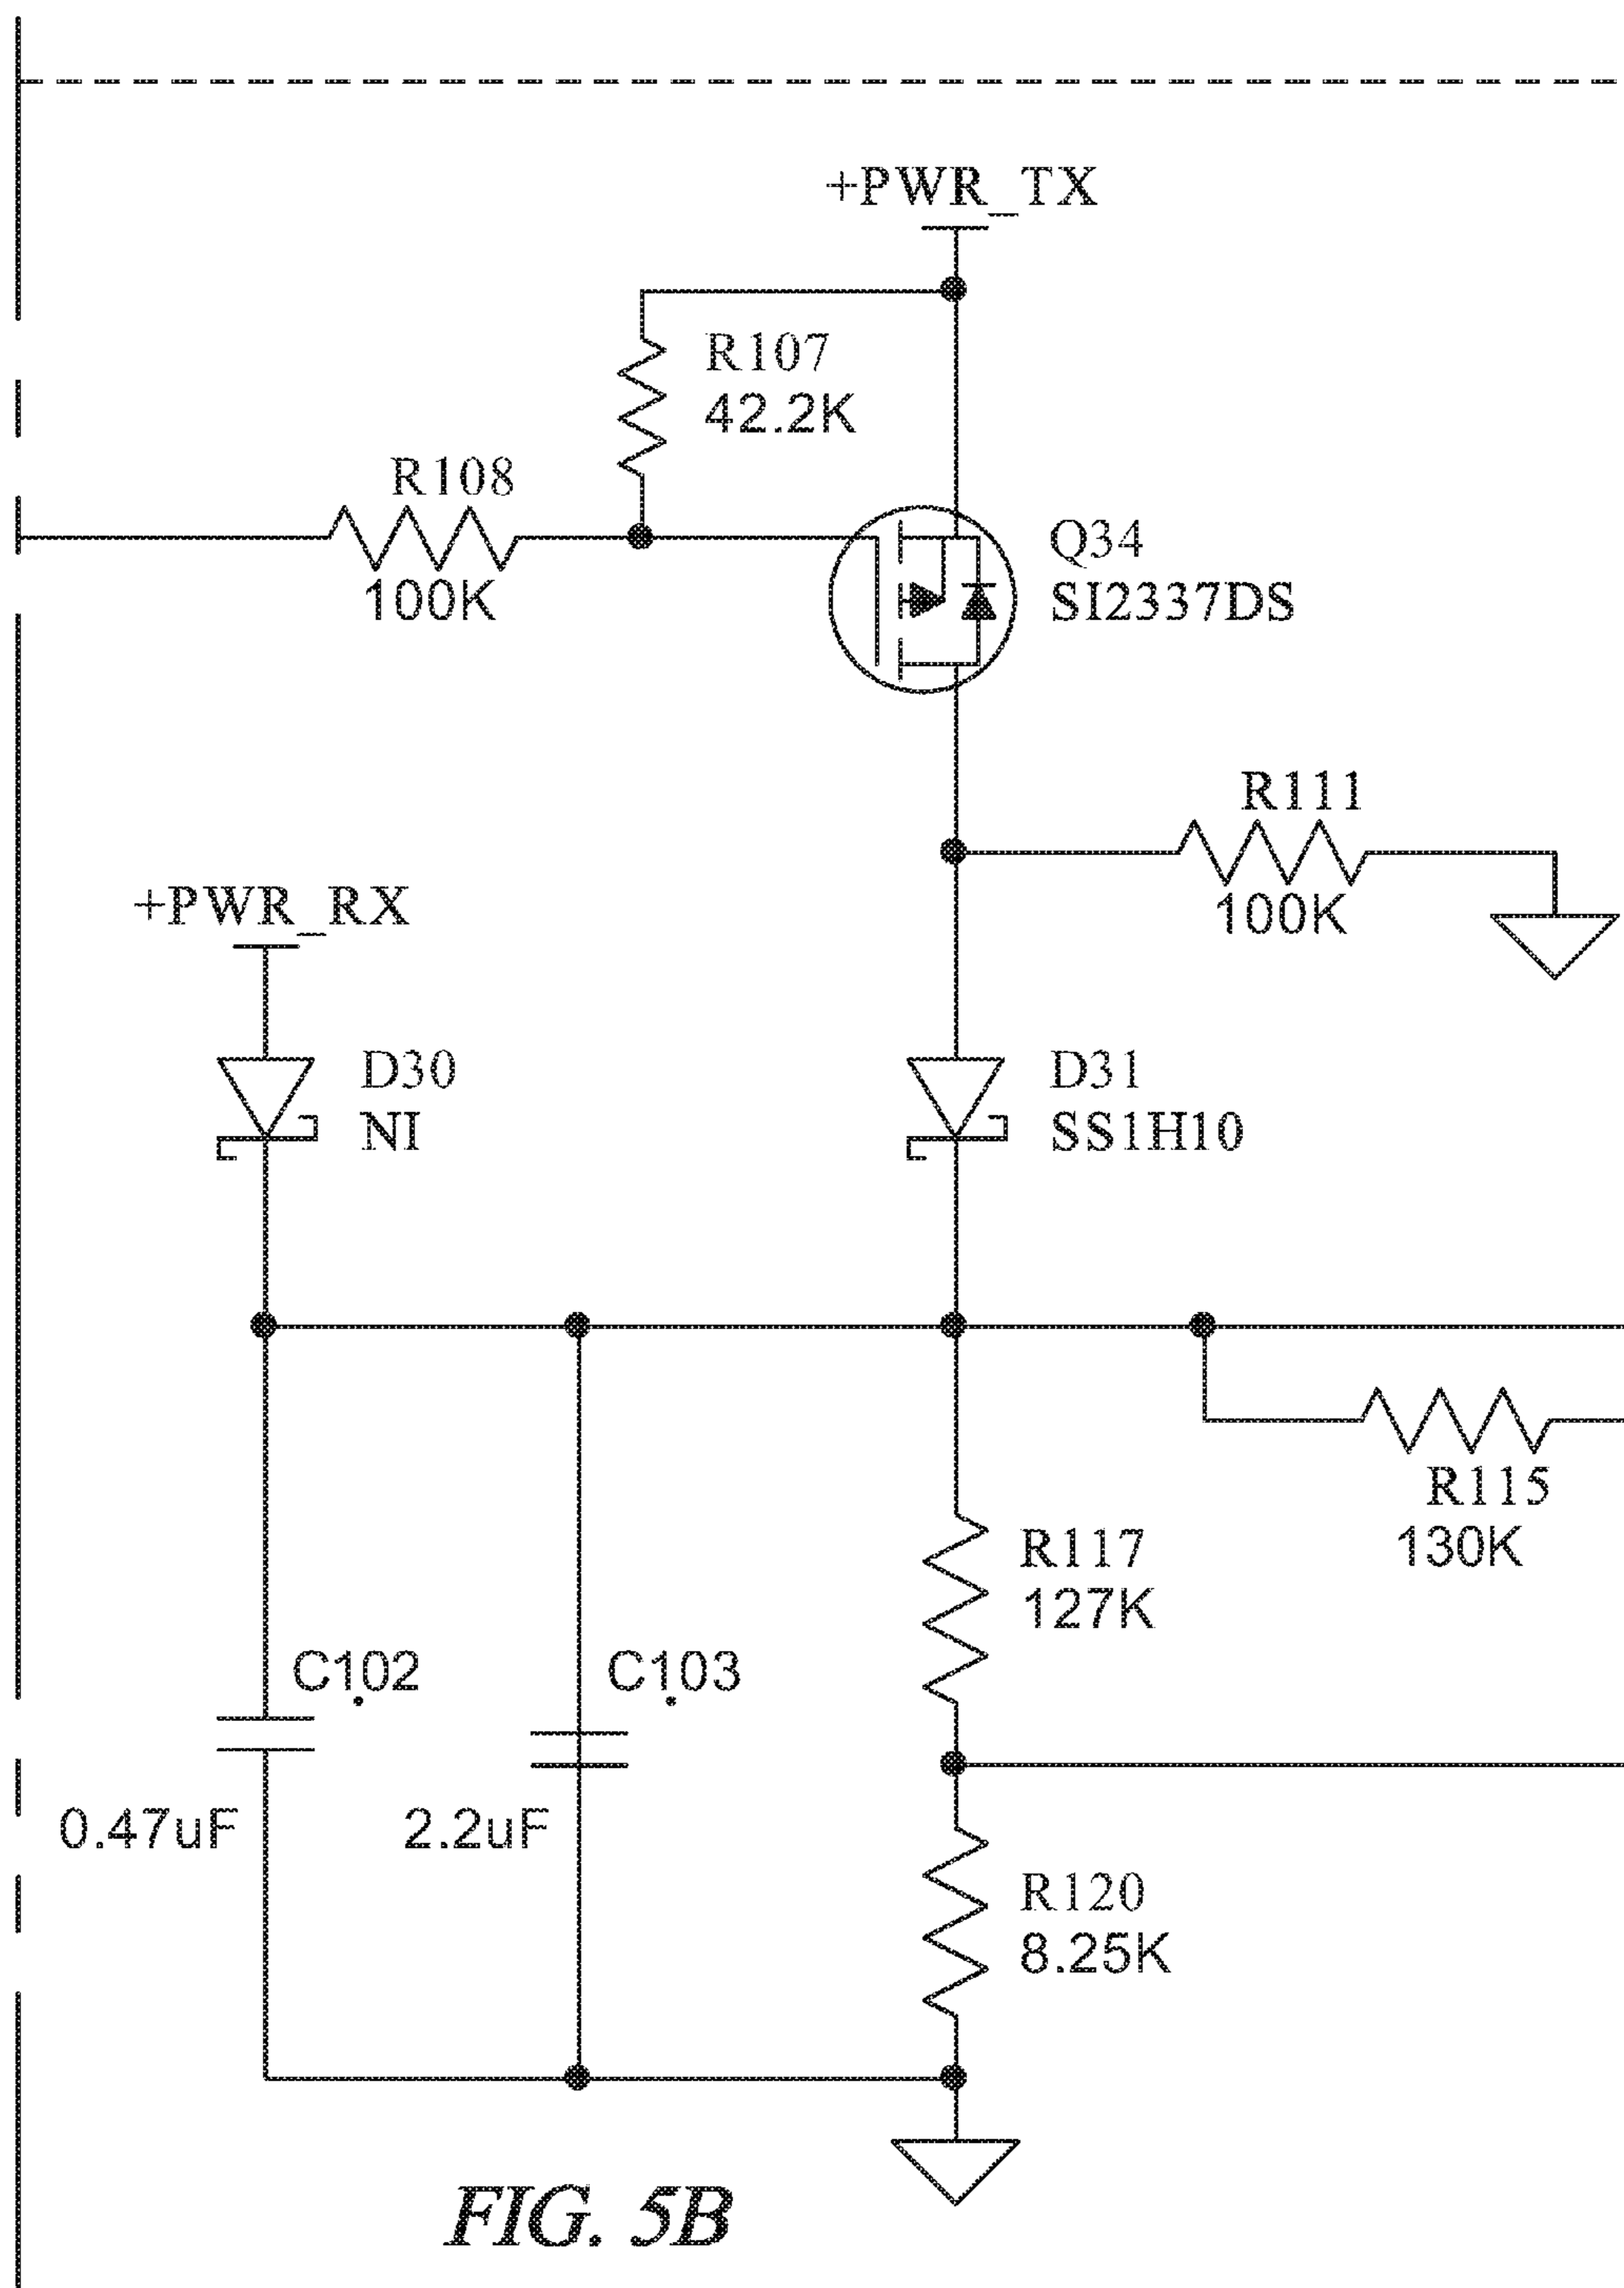 +PWR_TX
R107
42.2K
R108
100K
Q34
SI2337DS
R111
100K
+PWR_RX
D30
NI
D31
SS1H10
R115
130K
R117
127K
C102
0.47uF
C103
2.2uF
R120
8.25K
FIG. 5B